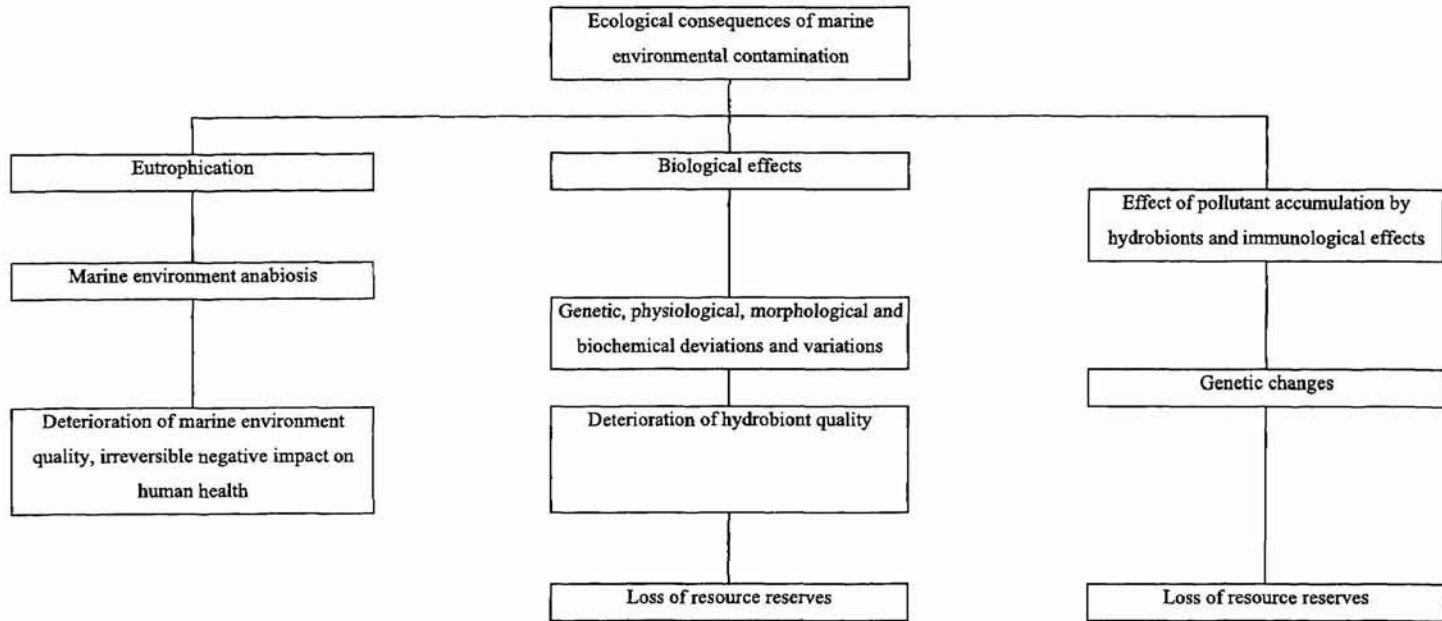 Ecological consequences of marine
environmental contamination
Eutrophication
Marine environment anabiosis
Deterioration of marine environment
quality, irreversible negative impact on
human health
Biological effects
Genetic, physiological, morphological and
biochemical deviations and variations
Deterioration of hydrobiont quality
Loss of resource reserves
Effect of pollutant accumulation by
hydrobionts and immunological effects
Genetic changes
Loss of resource reserves